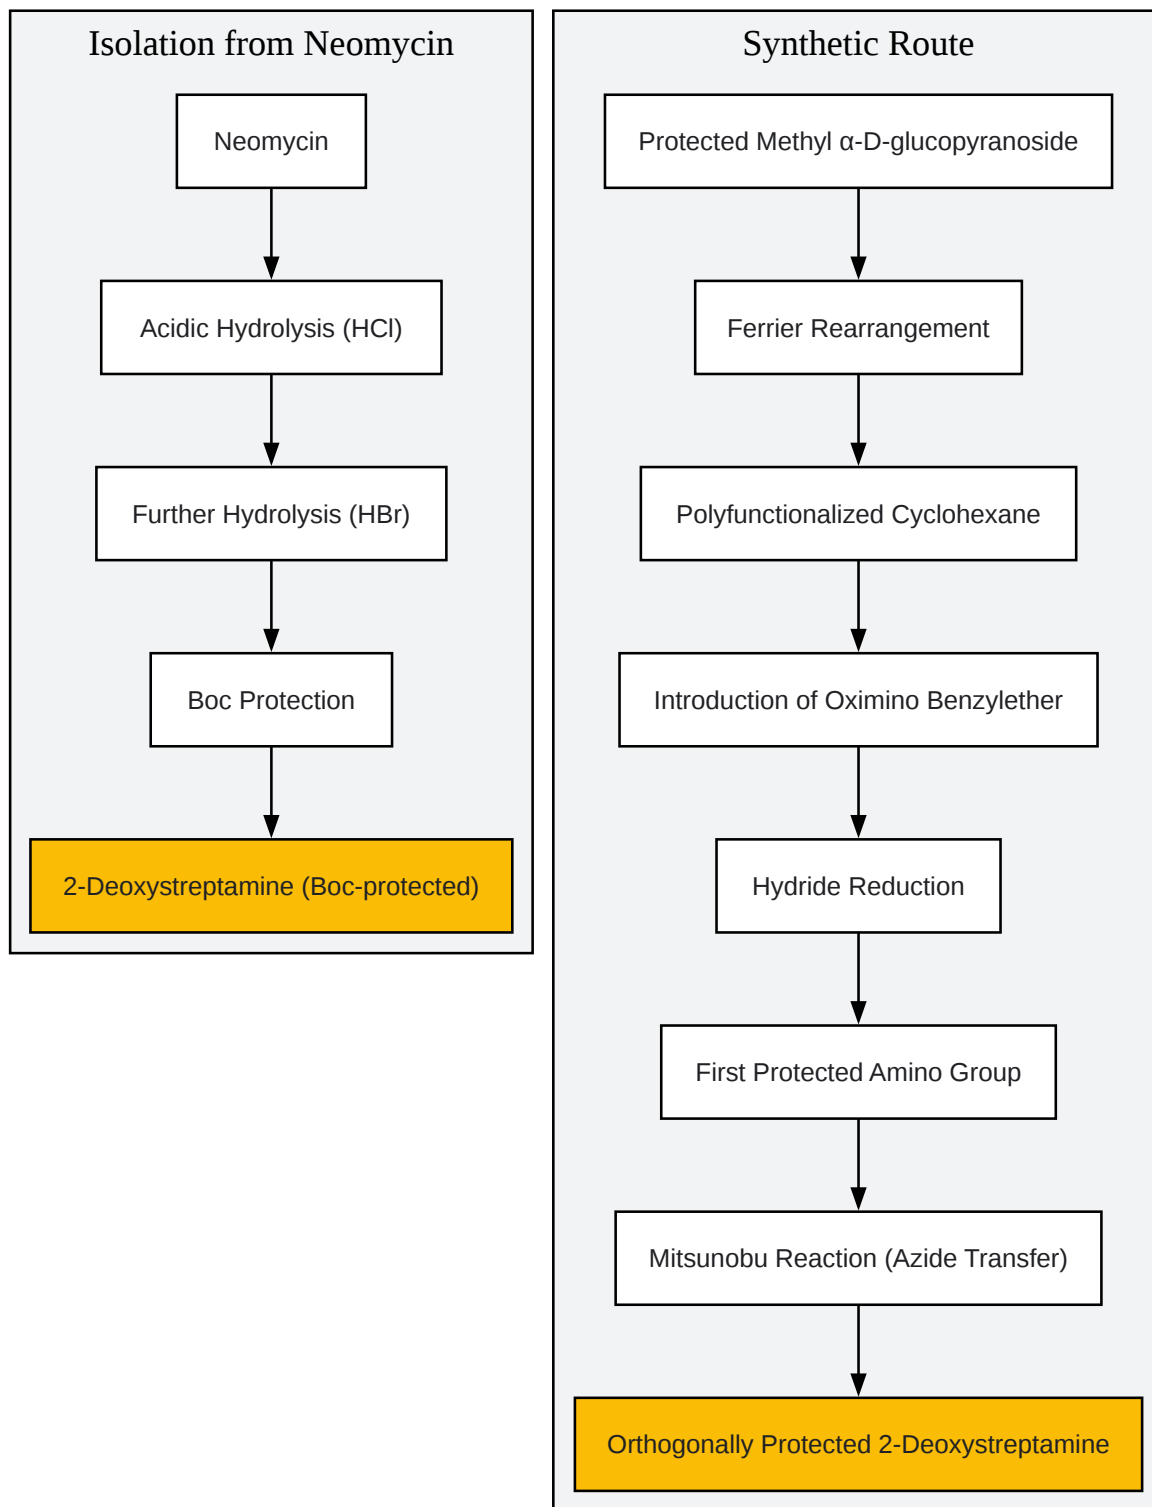 Isolation from Neomycin
Neomycin
Acidic Hydrolysis (HCl)
Further Hydrolysis (HBr)
Boc Protection
2-Deoxystreptamine (Boc-protected)
Synthetic Route
Protected Methyl α-D-glucopyranoside
Ferrier Rearrangement
Polyfunctionalized Cyclohexane
Introduction of Oximino Benzylether
Hydride Reduction
First Protected Amino Group
Mitsunobu Reaction (Azide Transfer)
Orthogonally Protected 2-Deoxystreptamine